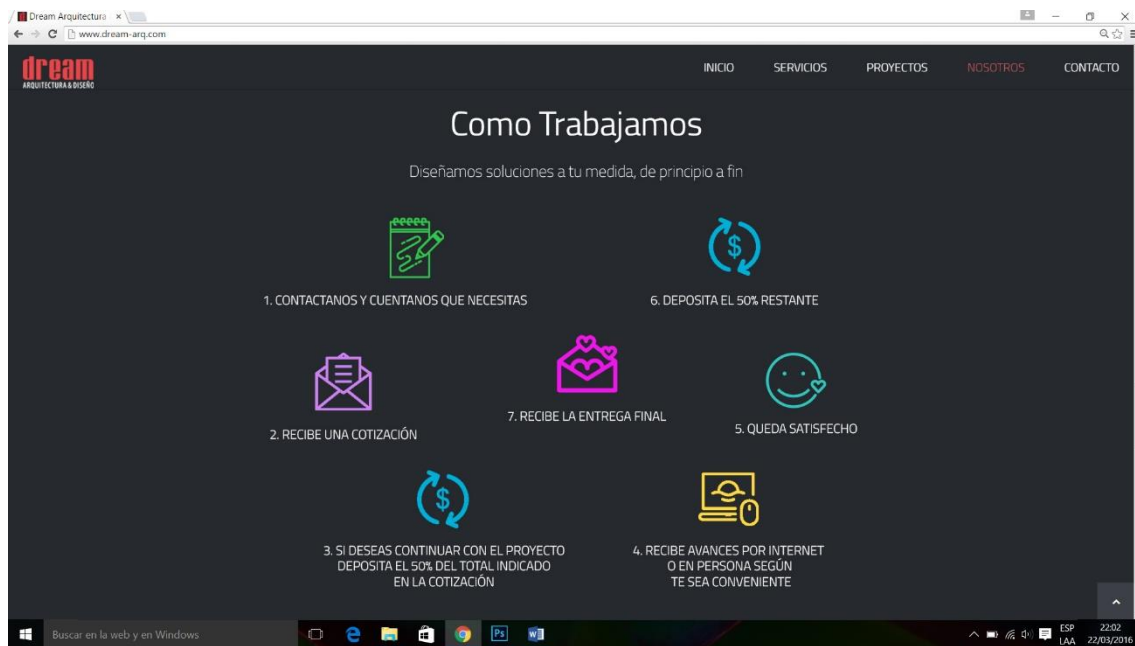 Dream Arquitectura
www.dream-arq.com
dream
ARQUITECTURA & DISEÑO
INICIO
SERVICIOS
PROYECTOS
NOSOTROS
CONTACTO
Como Trabajamos
Diseñamos soluciones a tu medida, de principio a fin
$
$
1. CONTACTANOS Y CUENTANOS QUE NECESITAS
6. DEPOSITA EL 50% RESTANTE
7. RECIBE LA ENTREGA FINAL
2. RECIBE UNA COTIZACIÓN
5. QUEDA SATISFECHO
3. SI DESEAS CONTINUAR CON EL PROYECTO
DEPOSITA EL 50% DEL TOTAL INDICADO
EN LA COTIZACIÓN
4. RECIBE AVANCES POR INTERNET
O EN PERSONA SEGÚN
TE SEA CONVENIENTE
Buscar en la web y en Windows
Ps
ESP
LAA
22:02
22/03/2016